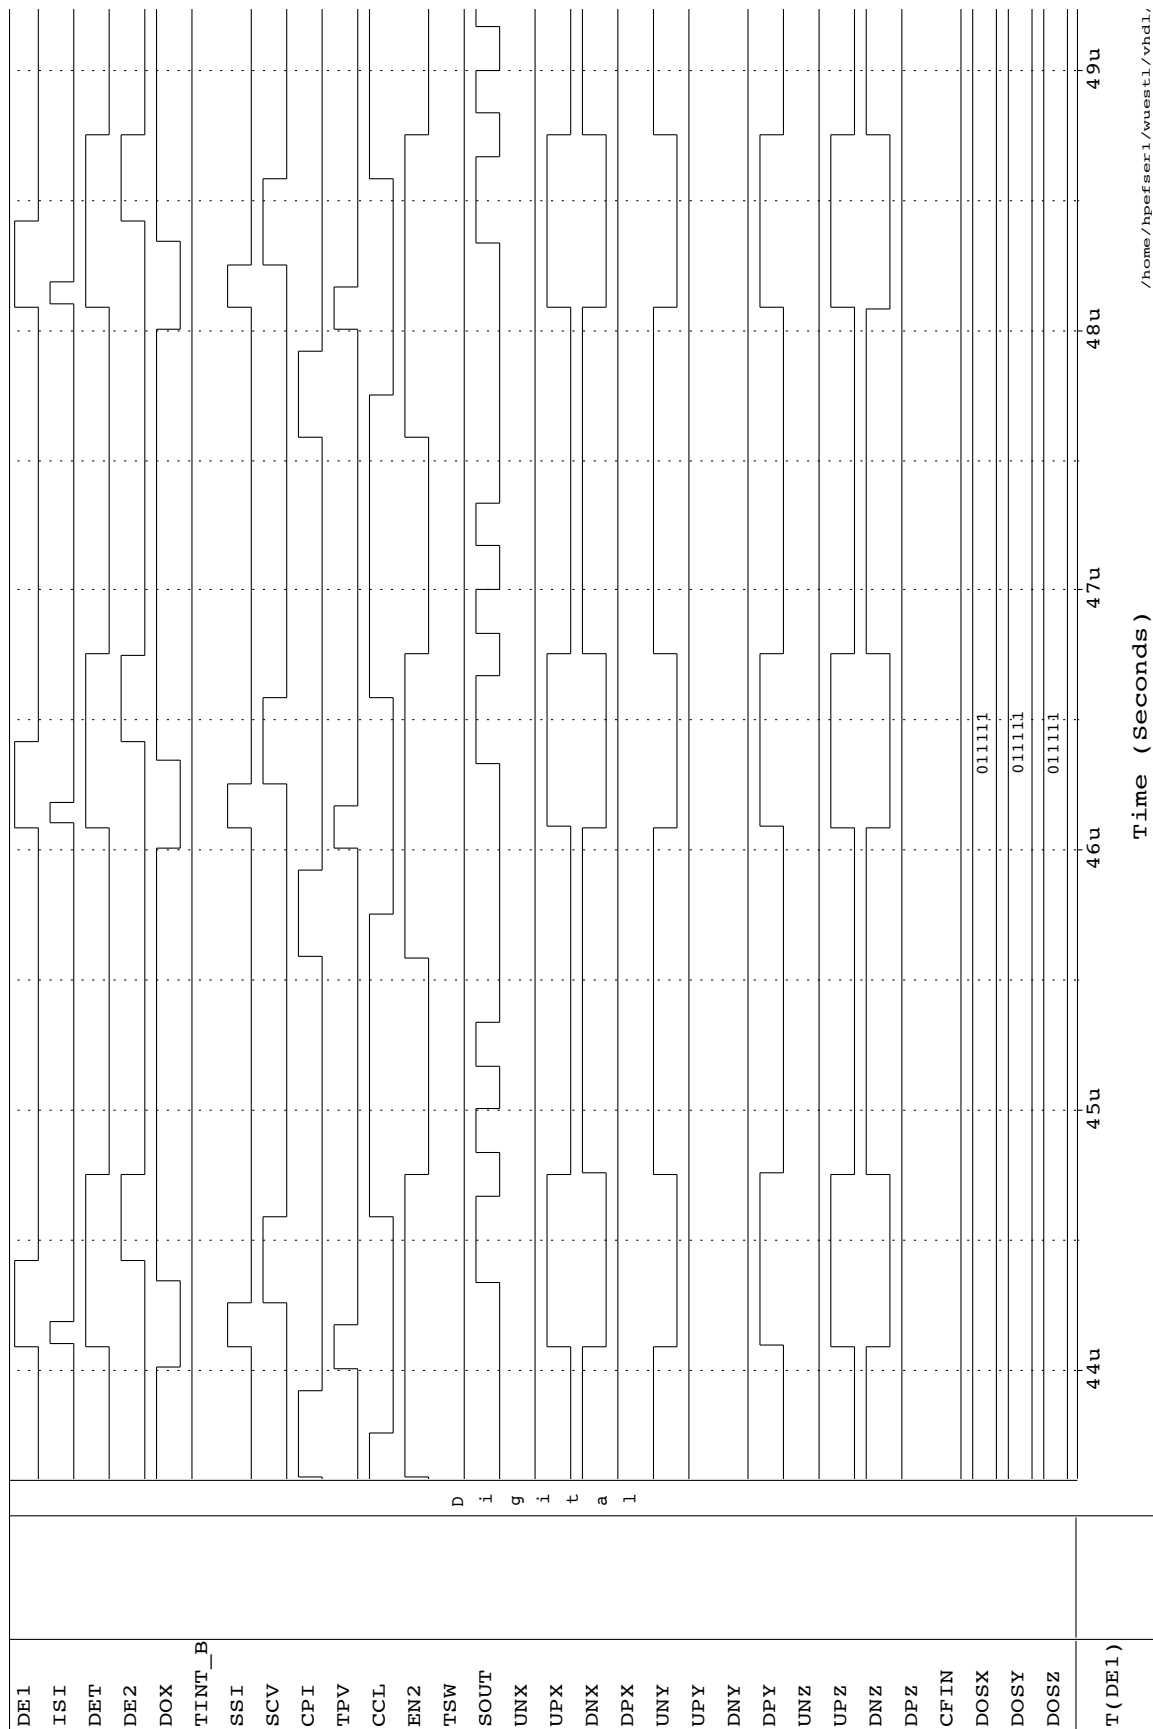 DE1
ISI
DET
DE2
DOX
TINT_B
SSI
SCV
CPI
TPV
CCL
EN2
TSW
SOUT
UNX
UPX
DNX
DPX
UNY
UPY
DNY
DPY
UNZ
UPZ
DNZ
DPZ
CFIN
DOSX
DOSY
DOSZ
T(DE1)
Digital
011111
011111
011111
44u 45u 46u 47u 48u 49u
Time (Seconds)
/home/hpefser1/wuest1/vhdl/